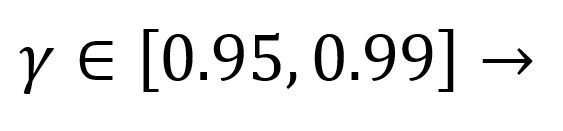 γ ∈ [0.95, 0.99] →